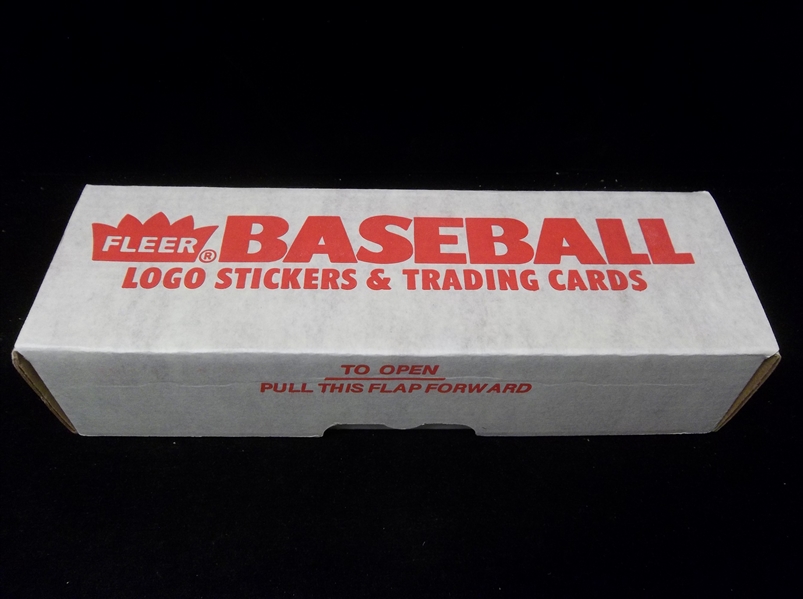 FLEER® BASEBALL
LOGO STICKERS & TRADING CARDS
TO OPEN
PULL THIS FLAP FORWARD